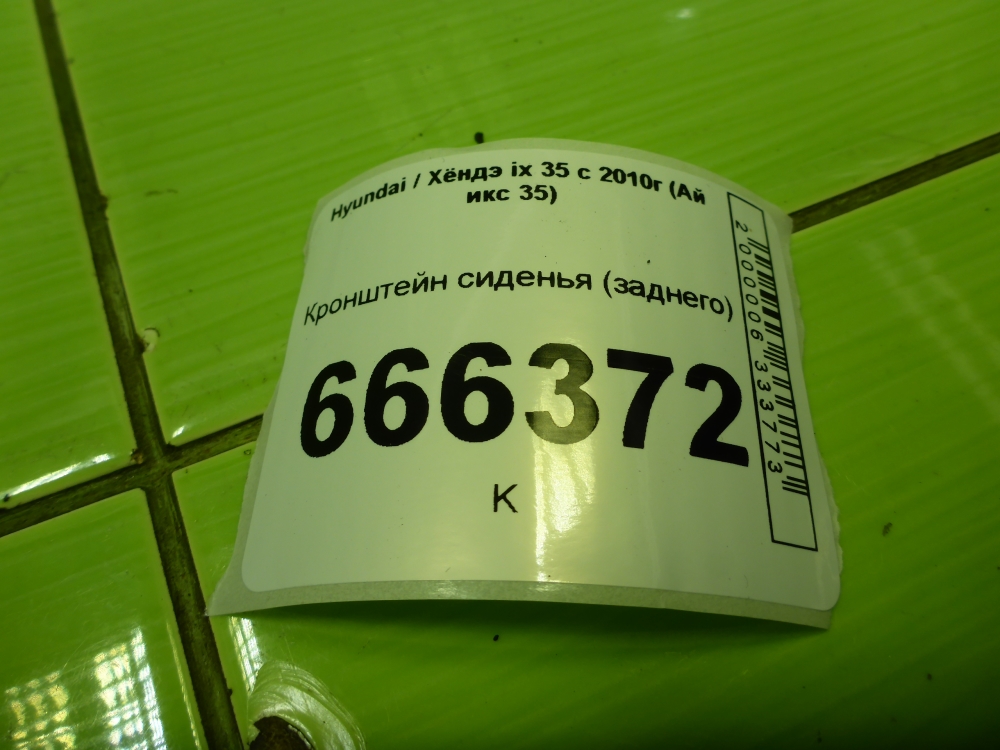 Hyundai / Хёндэ ix 35 с 2010г (Ай
икс 35)
Кронштейн сиденья (заднего)
666372
К
2000006333773